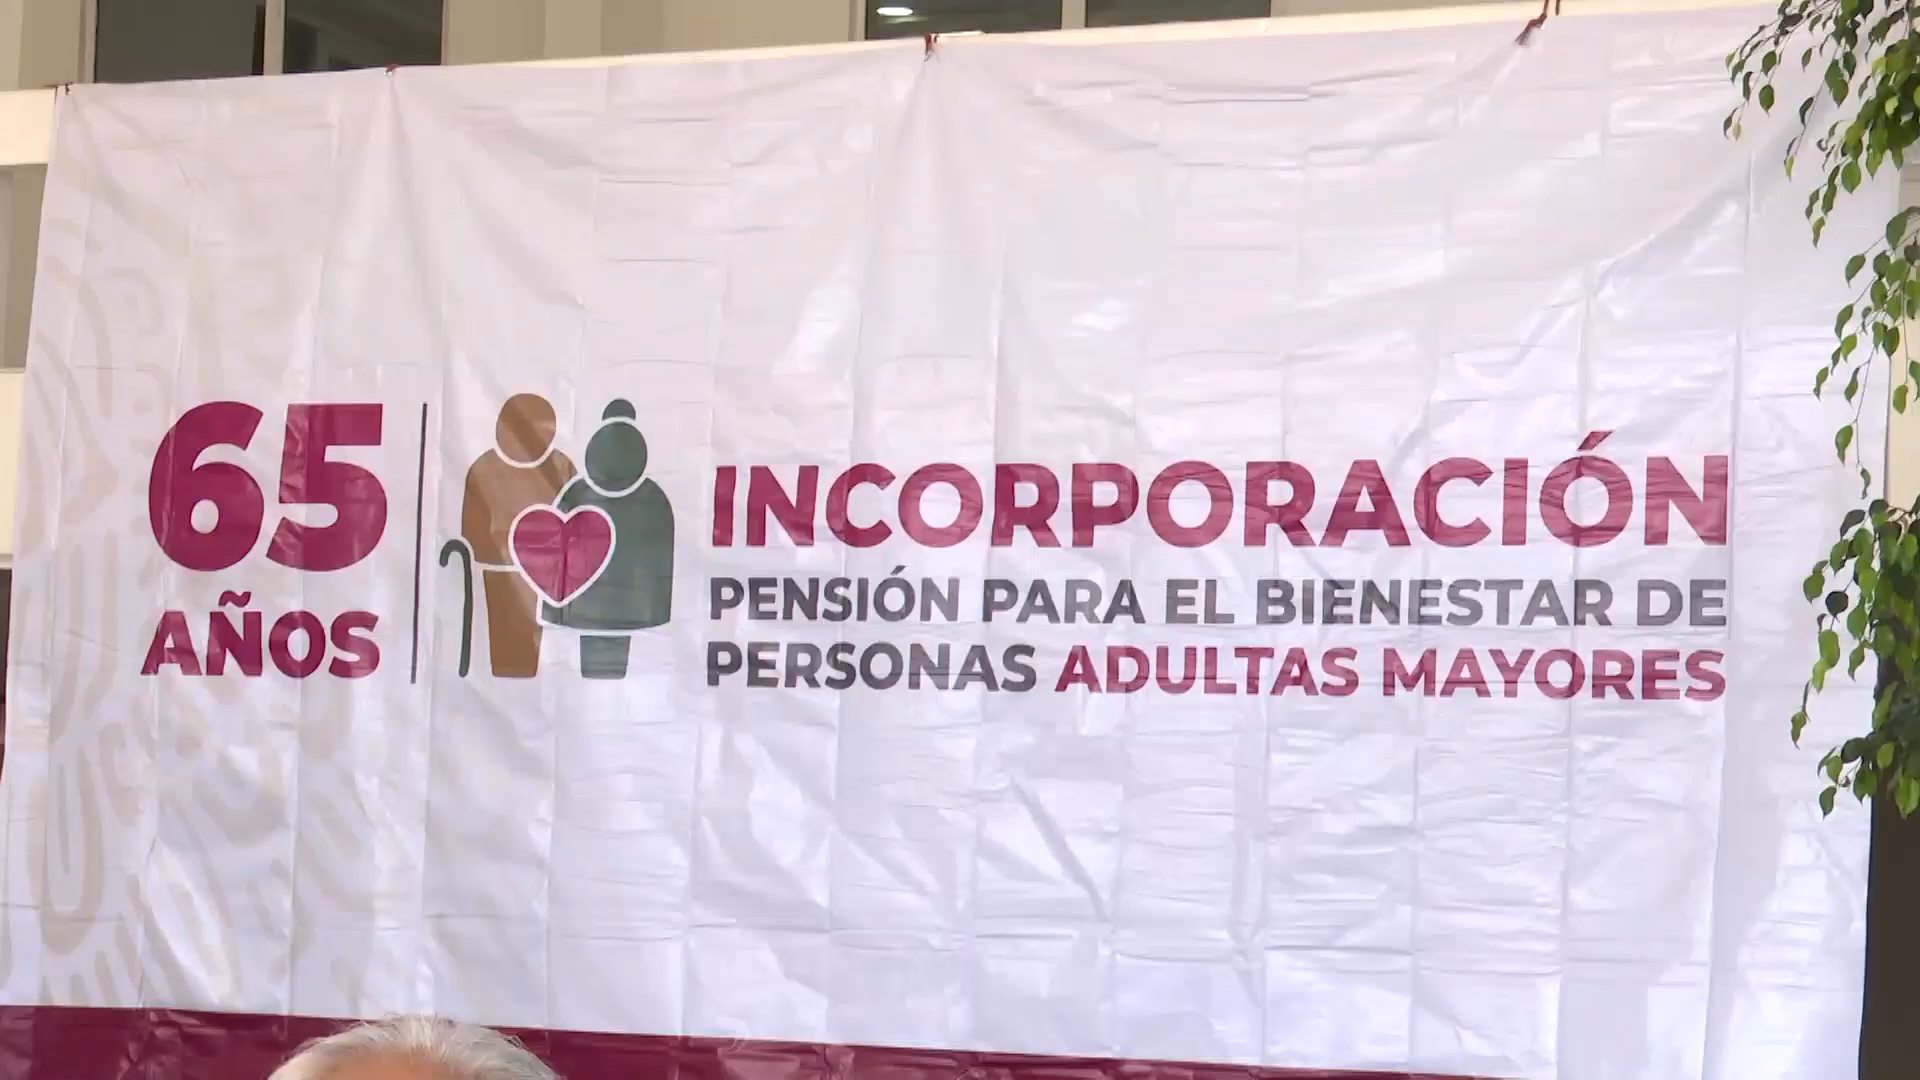 65
AÑOS
INCORPORACIÓN
PENSIÓN PARA EL BIENESTAR DE
PERSONAS ADULTAS MAYORES